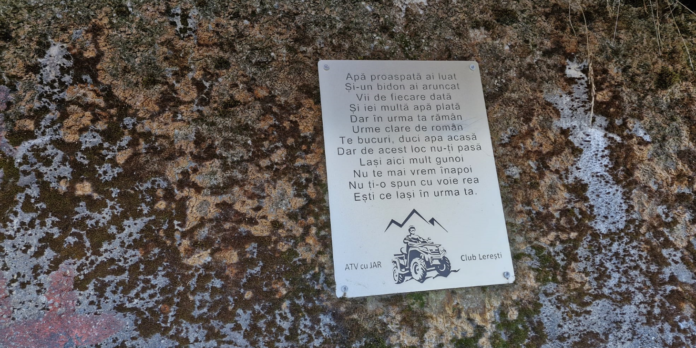 Apă proaspată ai luat
Și-un bidon ai aruncat
Vii de fiecare dată
Și iei multă apă plată
Dar în urma ta rămân
Urme clare de român
Te bucuri, duci apa acasă
Dar de acest loc nu-ți pasă
Lași aici mult gunoi
Nu te mai vrem înapoi
Nu ți-o spun cu voie rea
Ești ce lași în urma ta.
ATV cu JAR Club Lerești